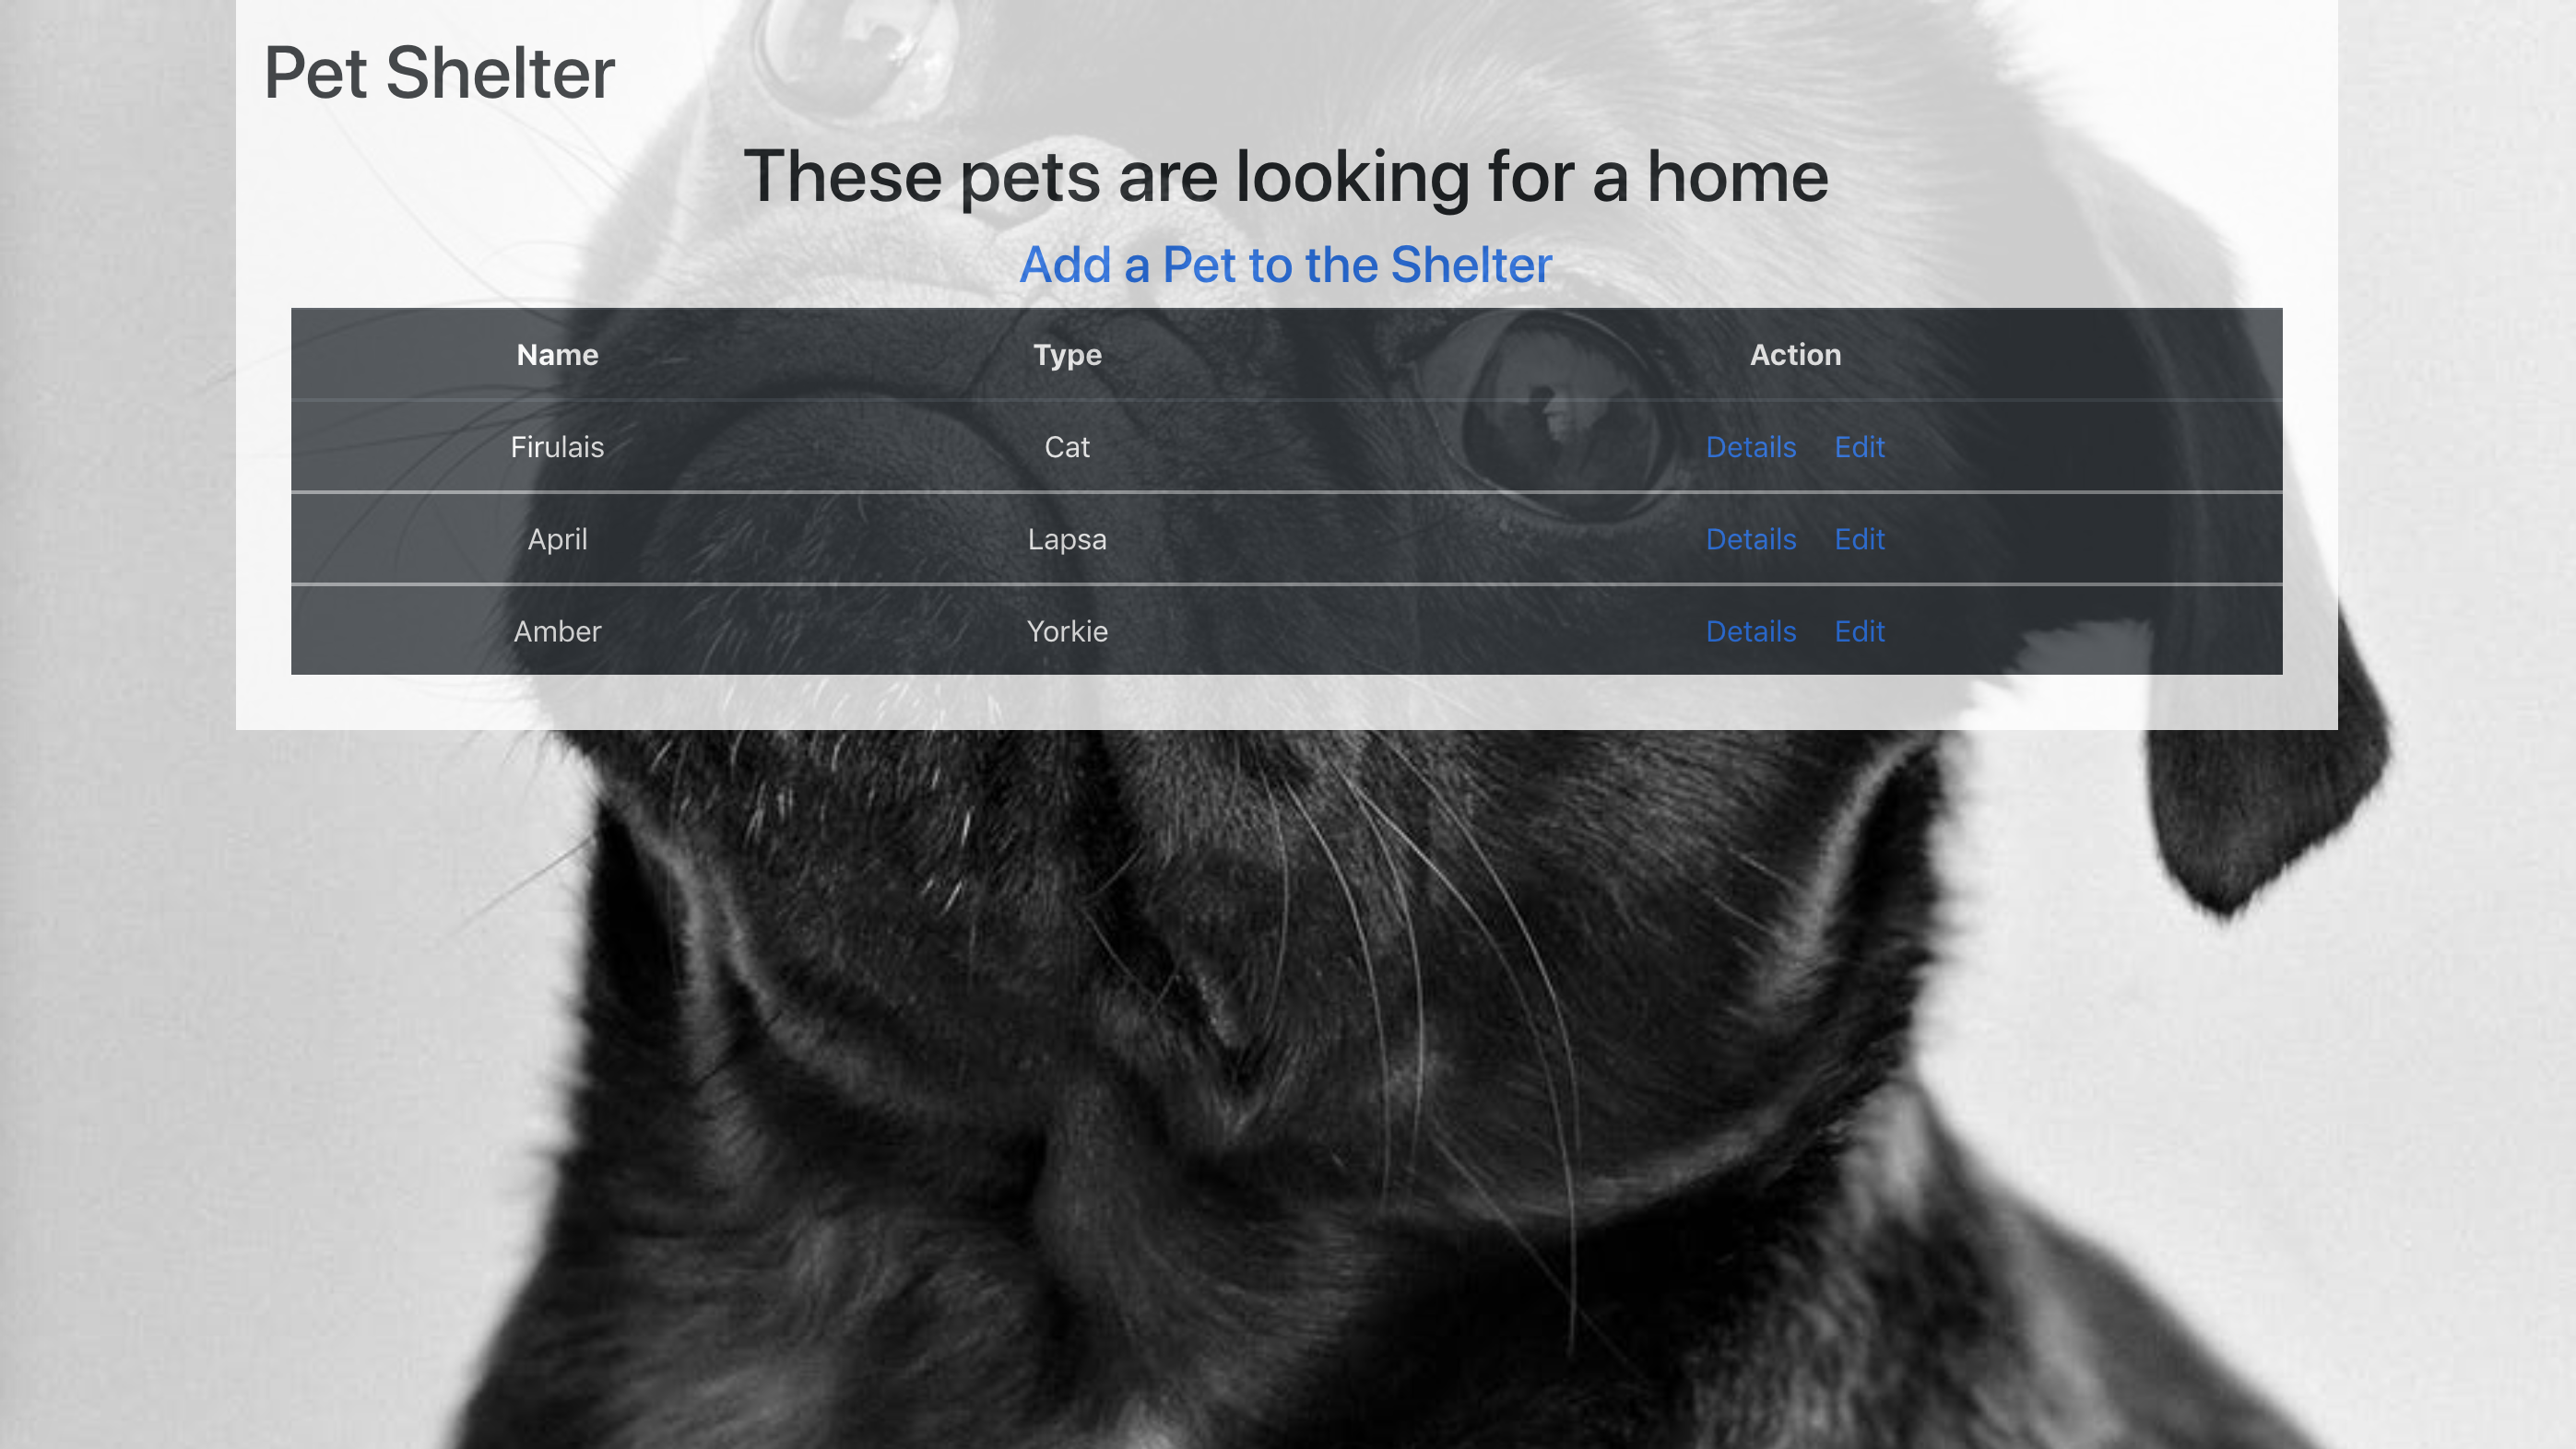 Pet Shelter
These pets are looking for a home
Add a Pet to the Shelter
Name Type Action
Firulais Cat Details Edit
April Lapsa Details Edit
Amber Yorkie Details Edit